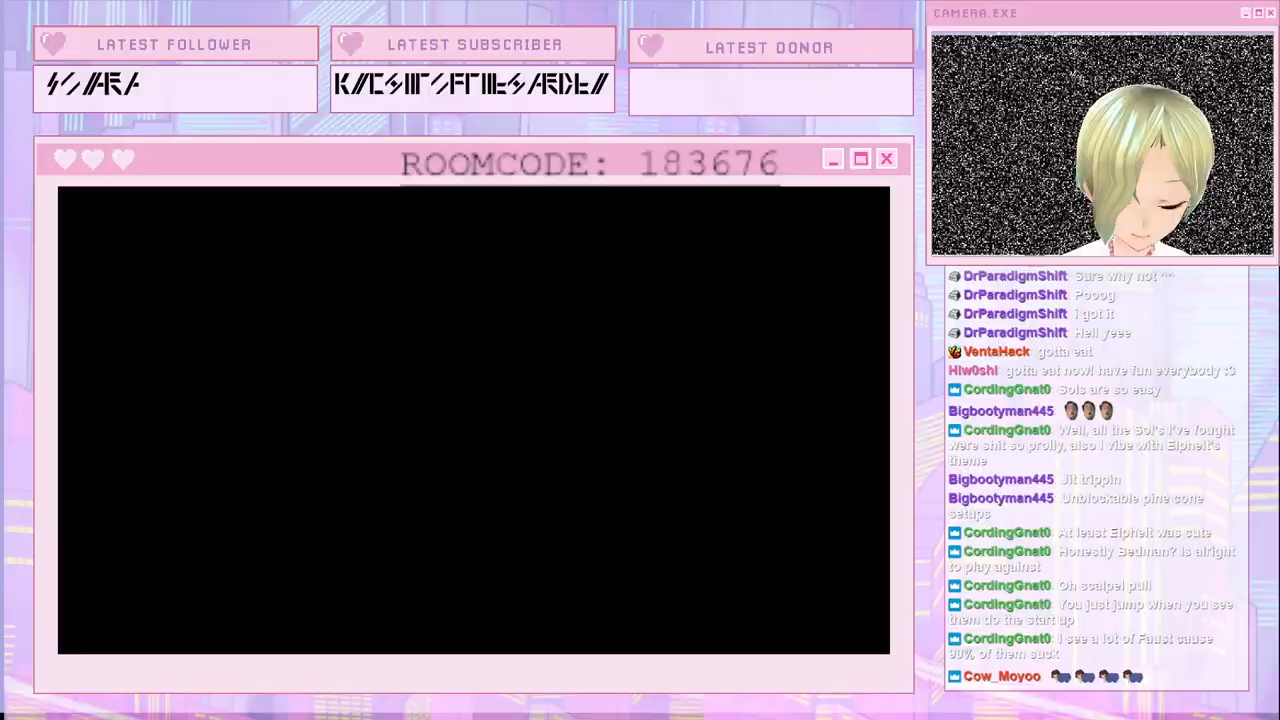 CAMERA.EXE
LATEST FOLLOWER
LATEST SUBSCRIBER
LATEST DONOR
ROOMCODE: 183676
DrParadigmShift Sure why not ^^
DrParadigmShift Pooog
DrParadigmShift i got it
DrParadigmShift Hell yeee
VentaHack gotta eat
Hiw0shi gotta eat now! have fun everybody :3
CordingGnat0 Sols are so easy
Bigbootyman445
CordingGnat0 Well, all the Sol's I've fought
were shit so prolly, also I vibe with Elphelt's
theme
Bigbootyman445 Jit trippin
Bigbootyman445 Unblockable pine cone
setups
CordingGnat0 At least Elphelt was cute
CordingGnat0 Honestly Bedman? is alright
to play against
CordingGnat0 Oh scalpel pull
CordingGnat0 You just jump when you see
them do the start up
CordingGnat0 I see a lot of Faust cause
90% of them suck
Cow_Moyoo